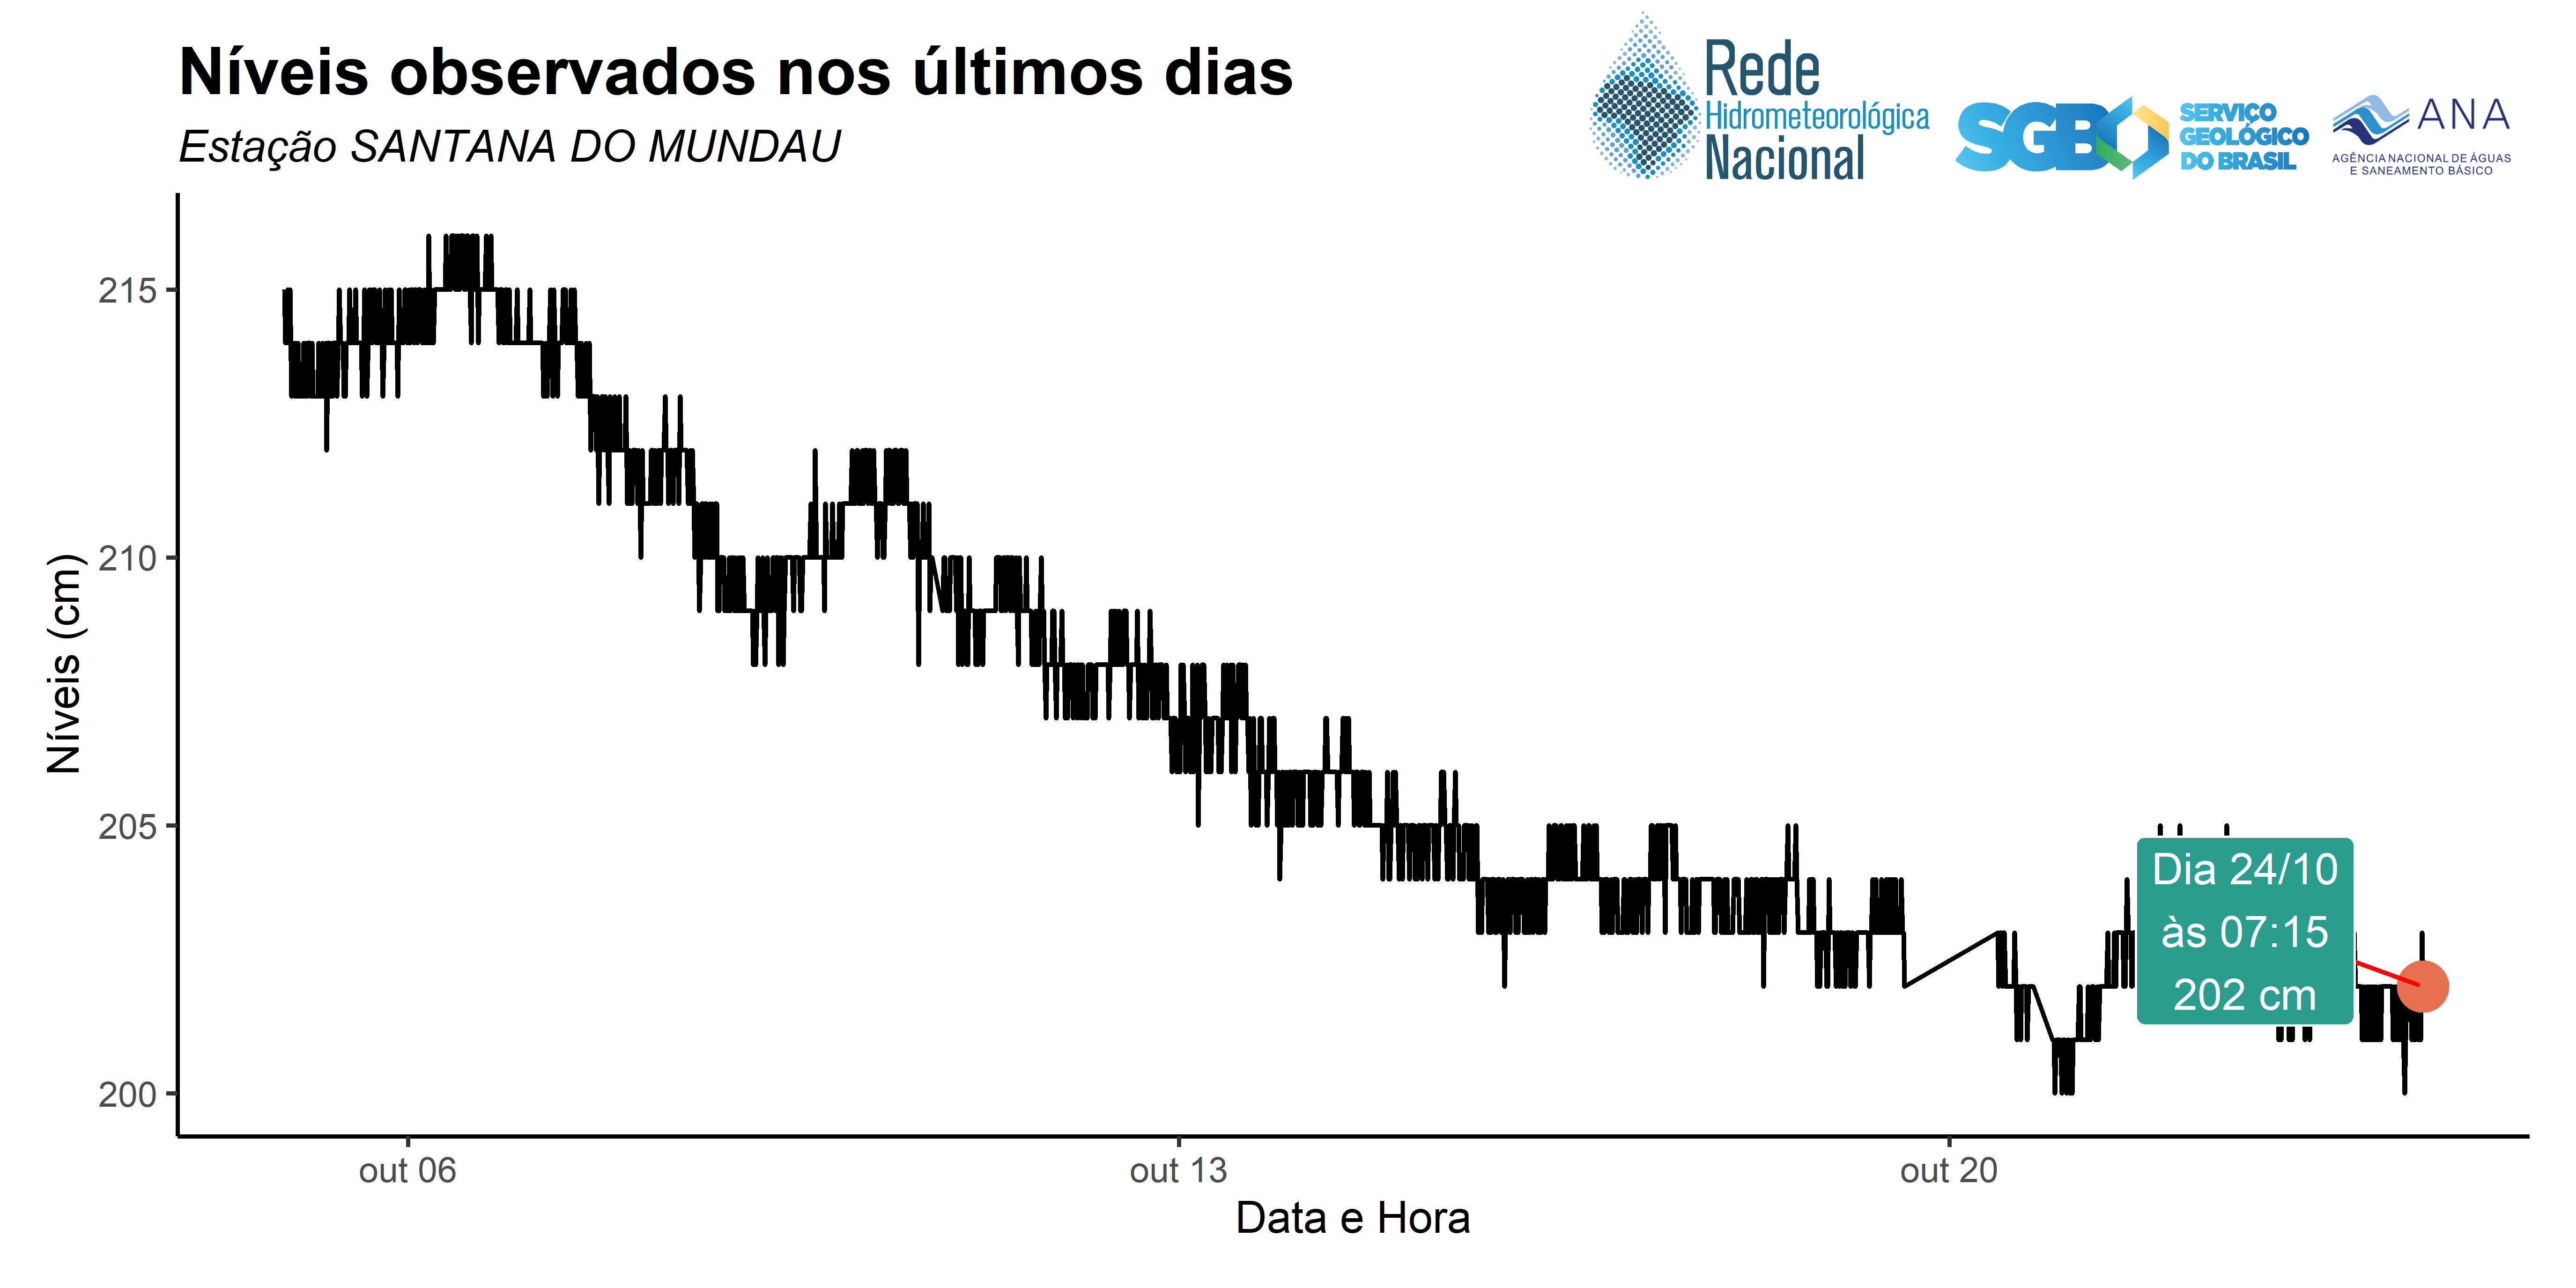 Níveis observados nos últimos dias
Estação SANTANA DO MUNDAU
Rede
Hidrometeorológica
Nacional
SGB
SERVIÇO
GEOLÓGICO
DO BRASIL
ANA
AGÊNCIA NACIONAL DE ÁGUAS
E SANEAMENTO BÁSICO
Níveis (cm)
215
210
205
200
Dia 24/10
às 07:15
202 cm
out 06
out 13
out 20
Data e Hora